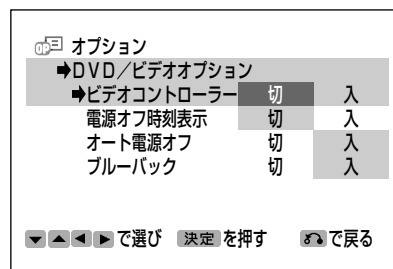 オプション
➡DVD／ビデオオプション
➡ビデオコントローラー 切 入
電源オフ時刻表示 切 入
オート電源オフ 切 入
ブルーバック 切 入
▼▲◀▶で選び 決定を押す で戻る